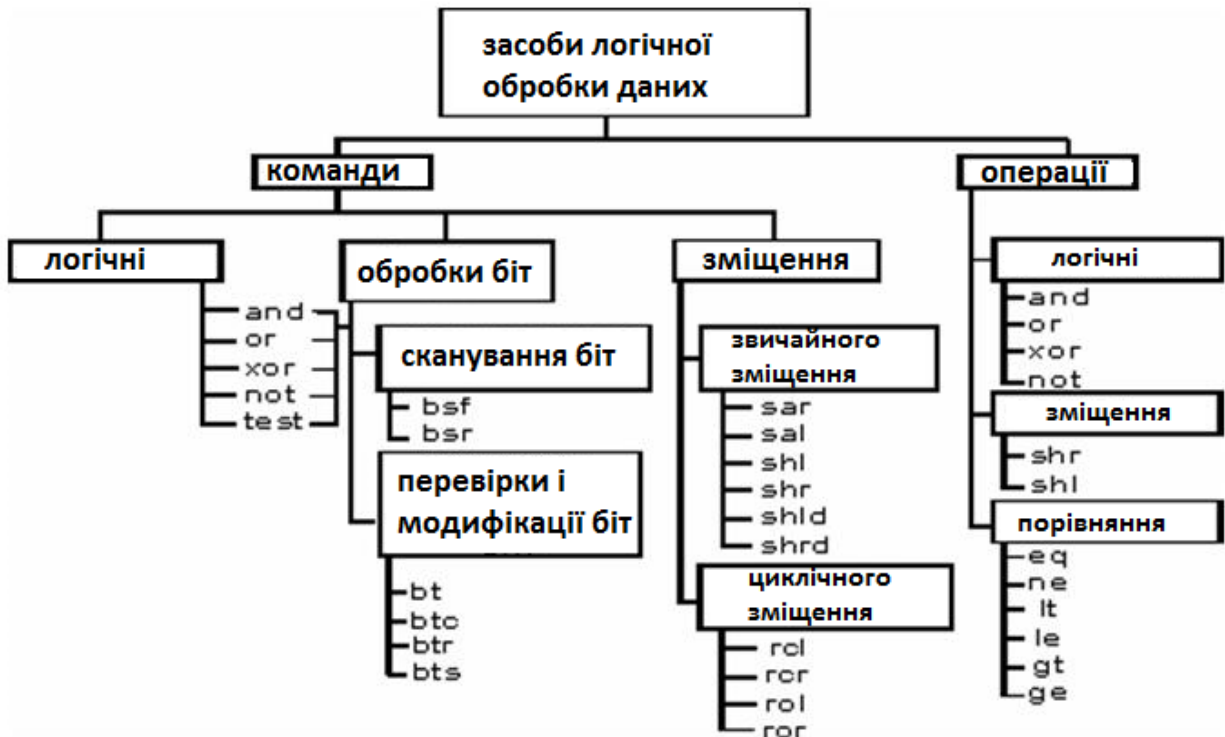 засоби логічної
обробки даних
команди
операції
логічні
and
or
xor
not
test
обробки біт
сканування біт
bsf
bsr
перевірки і
модифікації біт
bt
btc
btr
bts
зміщення
звичайного
зміщення
sar
sal
shl
shr
shld
shrd
циклічного
зміщення
rcl
rcr
rol
ror
логічні
and
or
xor
not
зміщення
shr
shl
порівняння
eq
ne
lt
le
gt
ge